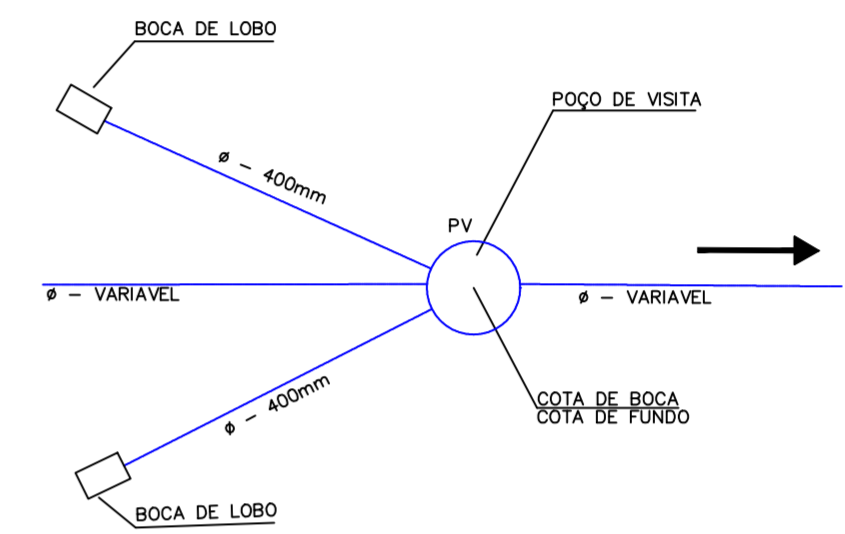 BOCA DE LOBO
POÇO DE VISITA
ø - 400mm
PV
ø - VARIAVEL
ø - VARIAVEL
ø - 400mm
COTA DE BOCA
COTA DE FUNDO
BOCA DE LOBO